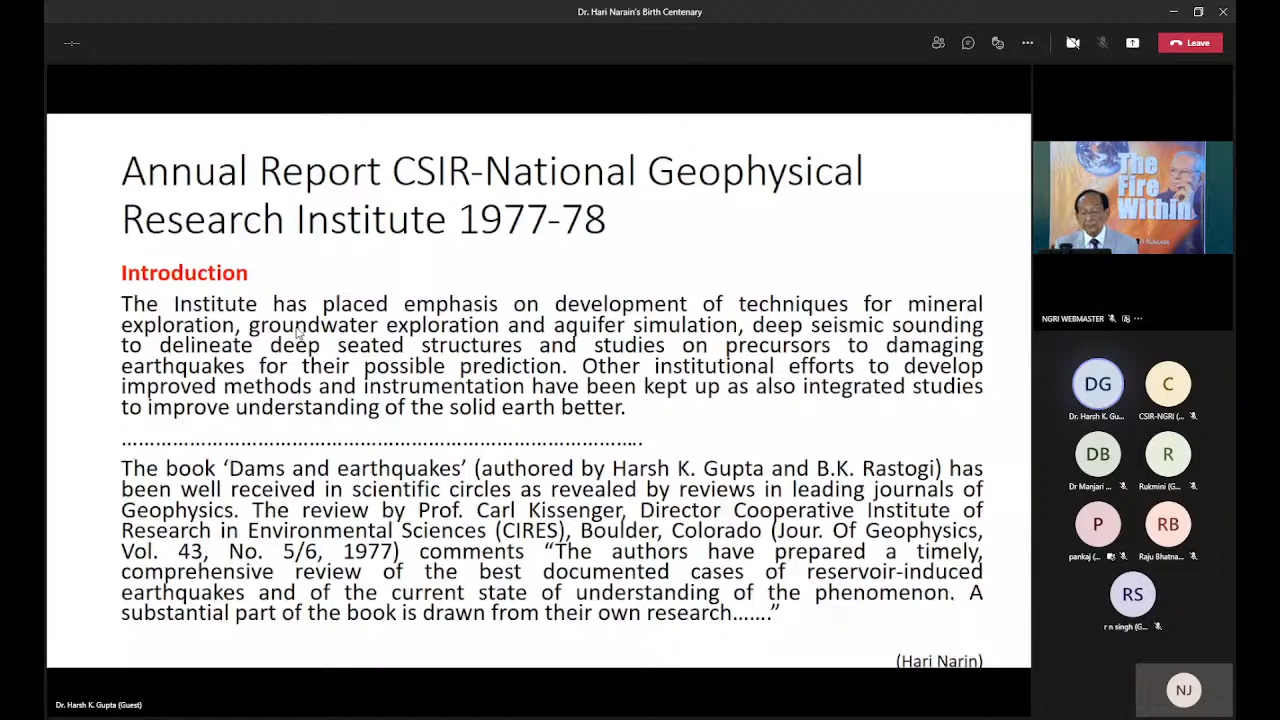 Dr. Hari Narain's Birth Centenary
Leave
Annual Report CSIR-National Geophysical
Research Institute 1977-78
Introduction
The Institute has placed emphasis on development of techniques for mineral
exploration, groundwater exploration and aquifer simulation, deep seismic sounding
to delineate deep seated structures and studies on precursors to damaging
earthquakes for their possible prediction. Other institutional efforts to develop
improved methods and instrumentation have been kept up as also integrated studies
to improve understanding of the solid earth better.
……………………………………………………………………………….
The book ‘Dams and earthquakes’ (authored by Harsh K. Gupta and B.K. Rastogi) has
been well received in scientific circles as revealed by reviews in leading journals of
Geophysics. The review by Prof. Carl Kissenger, Director Cooperative Institute of
Research in Environmental Sciences (CIRES), Boulder, Colorado (Jour. Of Geophysics,
Vol. 43, No. 5/6, 1977) comments “The authors have prepared a timely,
comprehensive review of the best documented cases of reservoir-induced
earthquakes and of the current state of understanding of the phenomenon. A
substantial part of the book is drawn from their own research…….”
(Hari Narin)
Dr. Harsh K. Gupta (Guest)
The
Fire
Within
NGRI WEBMASTER
DG
C
Dr. Harsh K. Gu...
CSIR-NGRI (...
DB
R
Dr Manjari ...
Rukmini (G...
P
RB
pankaj (...
Raju Bhatna...
RS
r n singh (G...
NJ